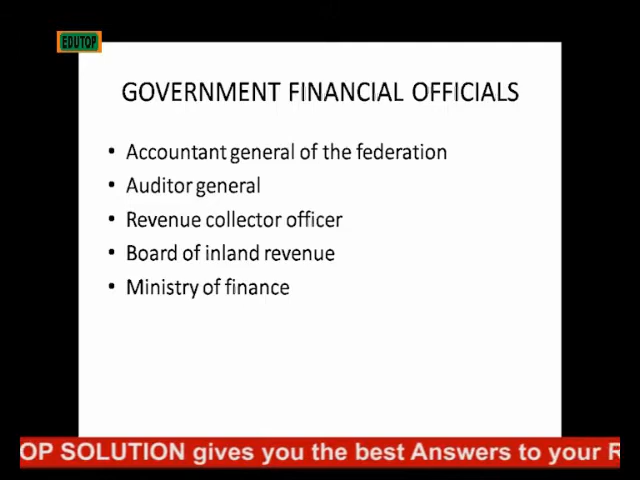 EDUTOP
GOVERNMENT FINANCIAL OFFICIALS
• Accountant general of the federation
• Auditor general
• Revenue collector officer
• Board of inland revenue
• Ministry of finance
OP SOLUTION gives you the best Answers to your R